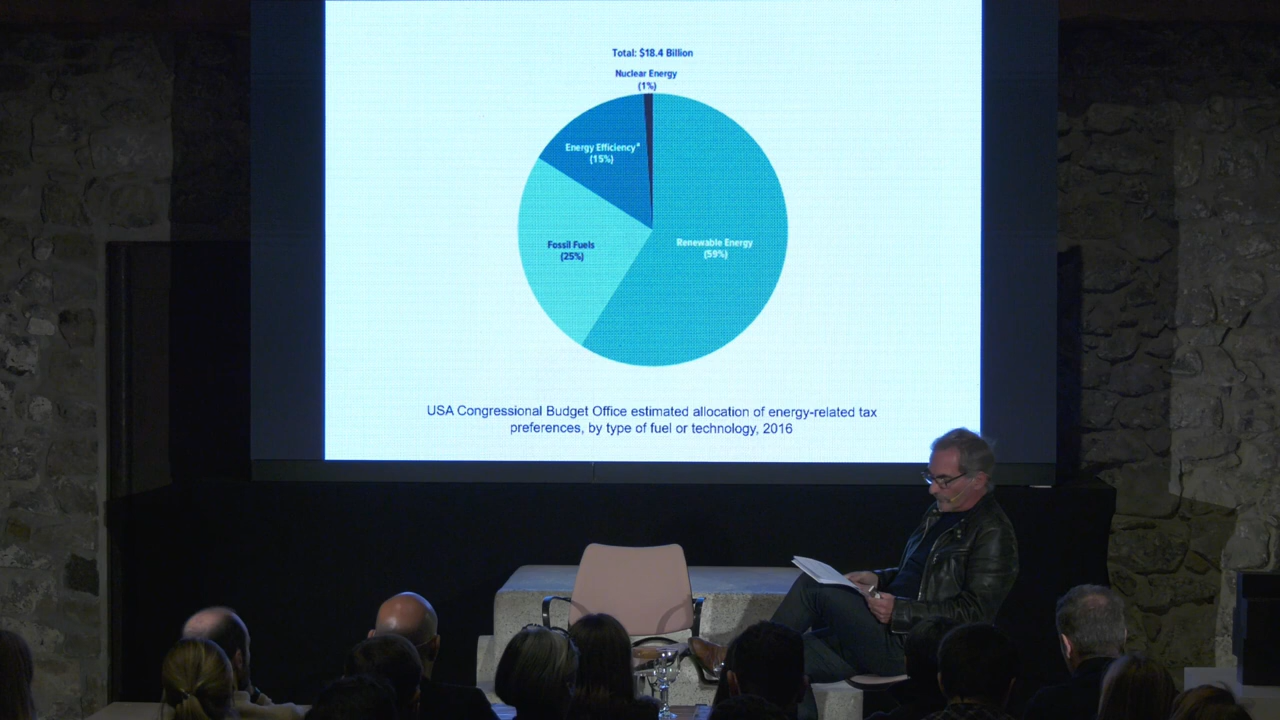 Total: $18.4 Billion
Nuclear Energy
(1%)
Energy Efficiencyª
(15%)
Fossil Fuels
(25%)
Renewable Energy
(59%)
USA Congressional Budget Office estimated allocation of energy-related tax
preferences, by type of fuel or technology, 2016